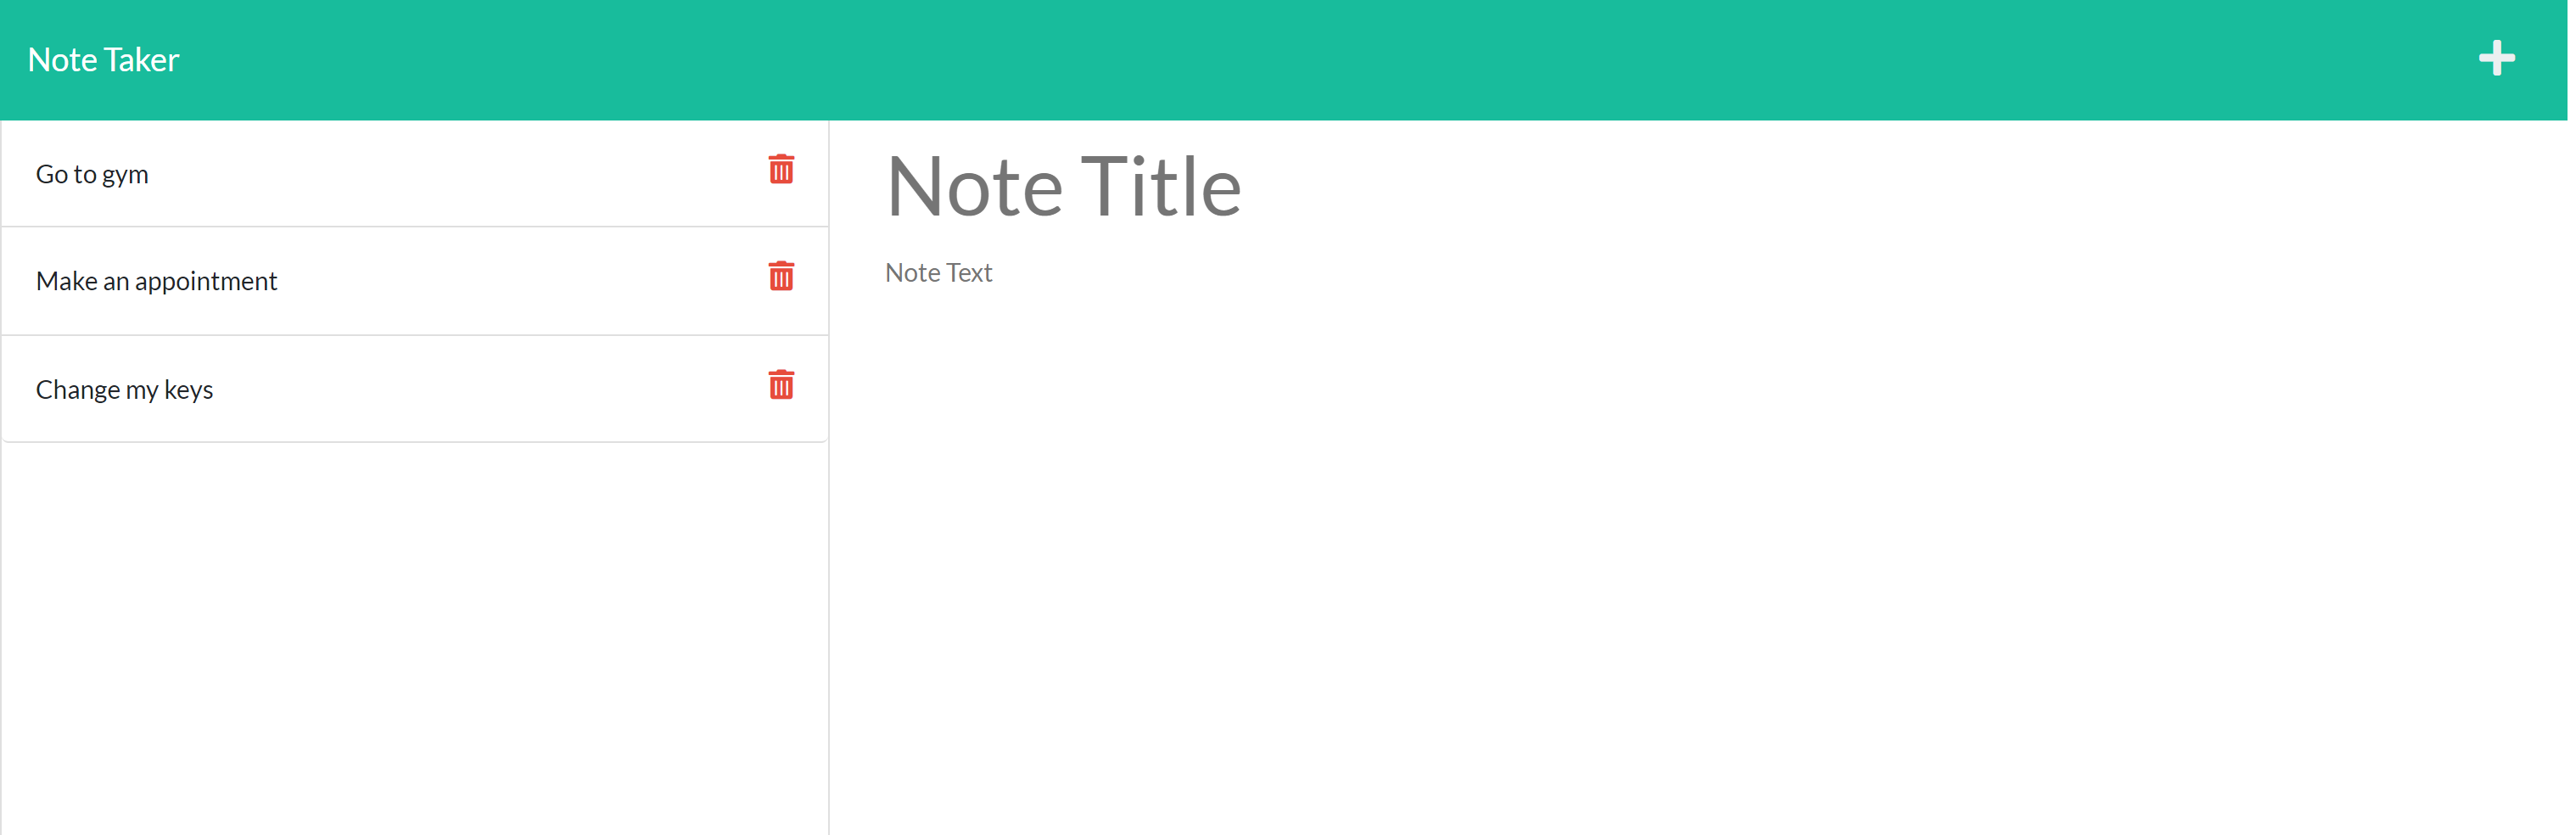 Note Taker
Go to gym
Make an appointment
Change my keys
Note Title
Note Text